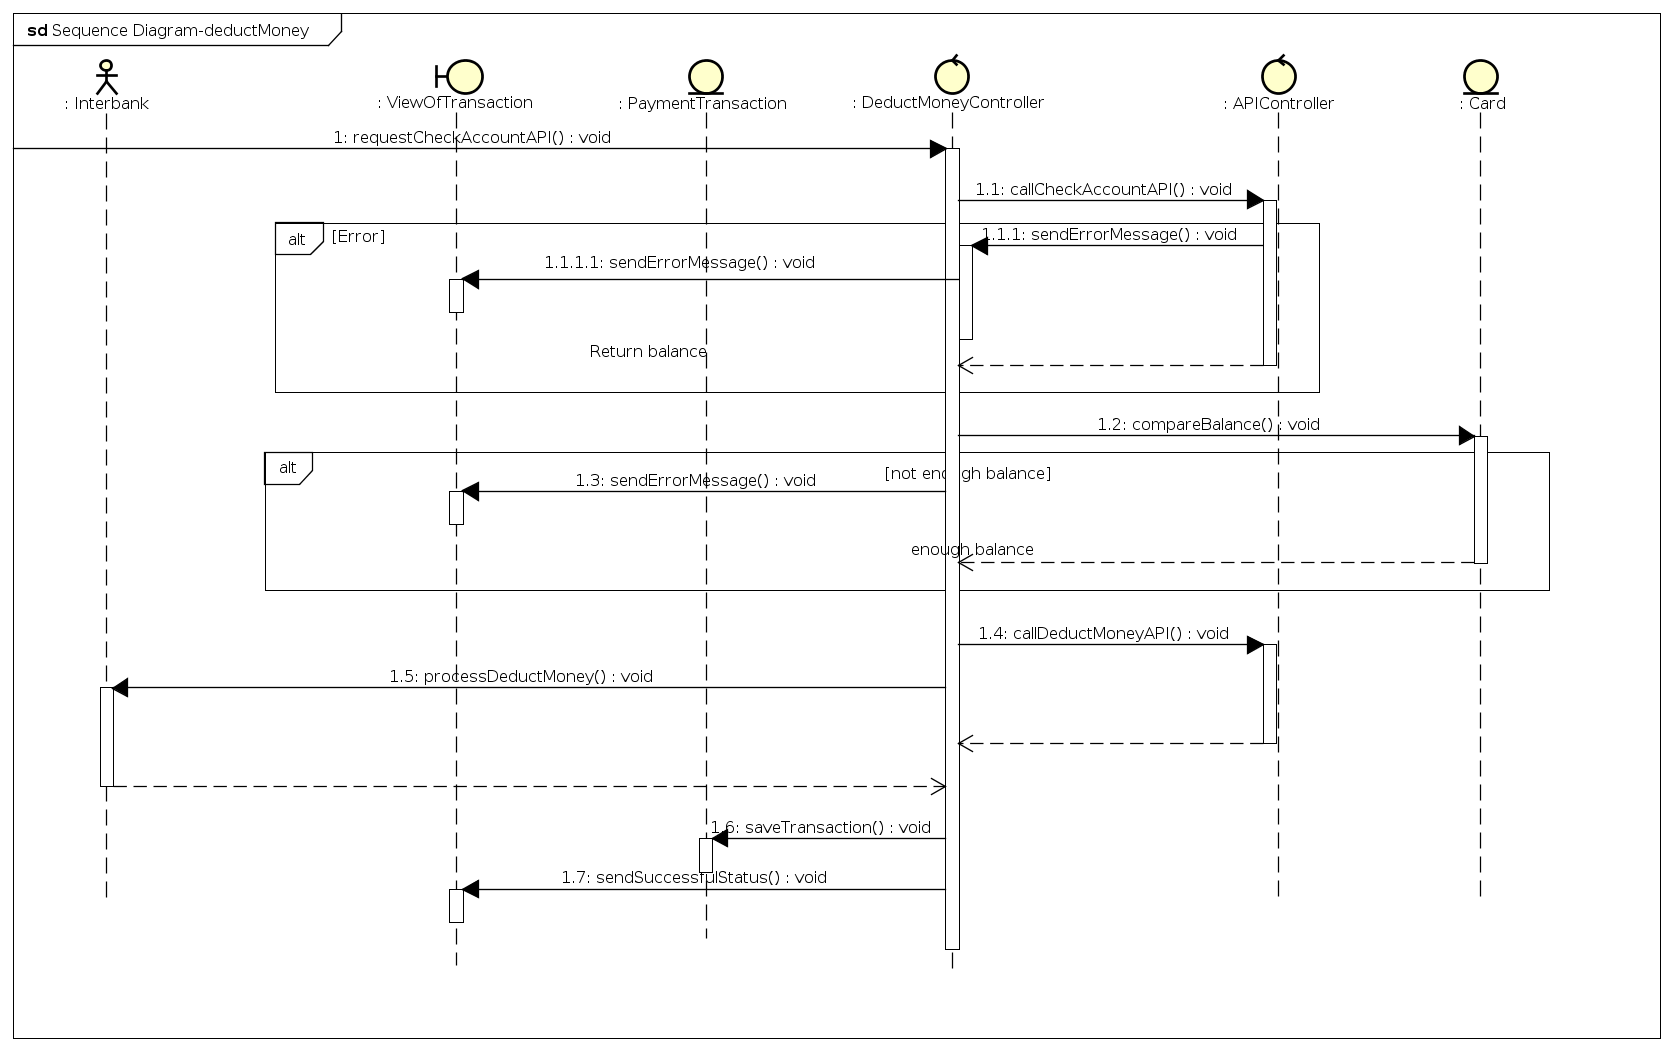 sd Sequence Diagram-deductMoney
: Interbank
: ViewOfTransaction
: PaymentTransaction
: DeductMoneyController
: APIController
: Card
1: requestCheckAccountAPI() : void
1.1: callCheckAccountAPI() : void
alt
[Error]
1.1.1: sendErrorMessage() : void
1.1.1.1: sendErrorMessage() : void
Return balance
1.2: compareBalance() : void
alt
[not enough balance]
1.3: sendErrorMessage() : void
enough balance
1.4: callDeductMoneyAPI() : void
1.5: processDeductMoney() : void
1.6: saveTransaction() : void
1.7: sendSuccessfulStatus() : void